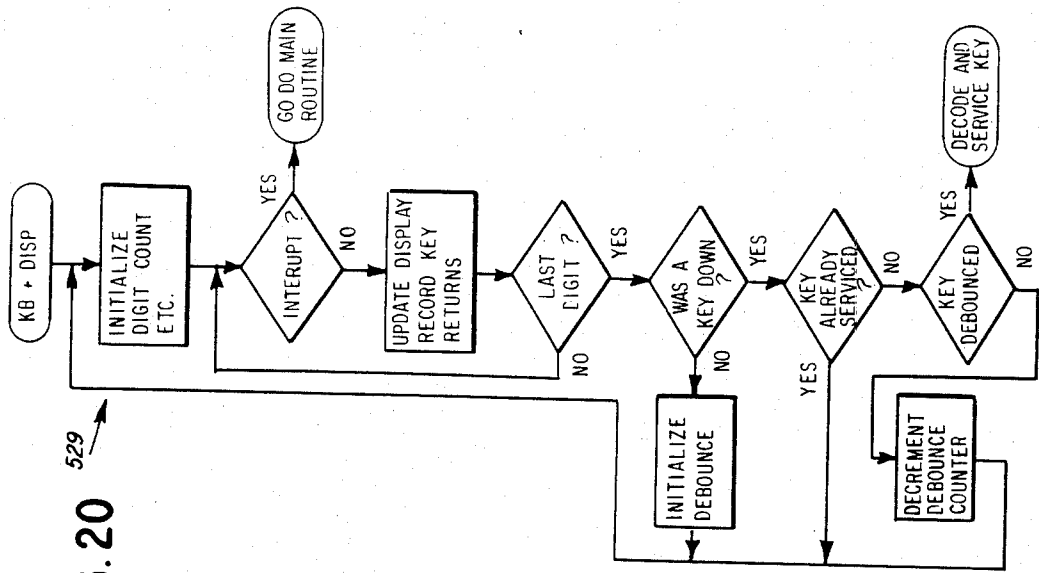 .20
529
KB + DISP
INITIALIZE
DIGIT COUNT
ETC.
INTERUPT ?
YES
GO DO MAIN
ROUTINE
NO
UPDATE DISPLAY
RECORD KEY
RETURNS
LAST
DIGIT ?
NO
YES
WAS A
KEY DOWN
?
NO
YES
INITIALIZE
DEBOUNCE
KEY
ALREADY
SERVICED
?
YES
NO
KEY
DEBOUNCED
YES
DECODE AND
SERVICE KEY
NO
DECREMENT
DEBOUNCE
COUNTER